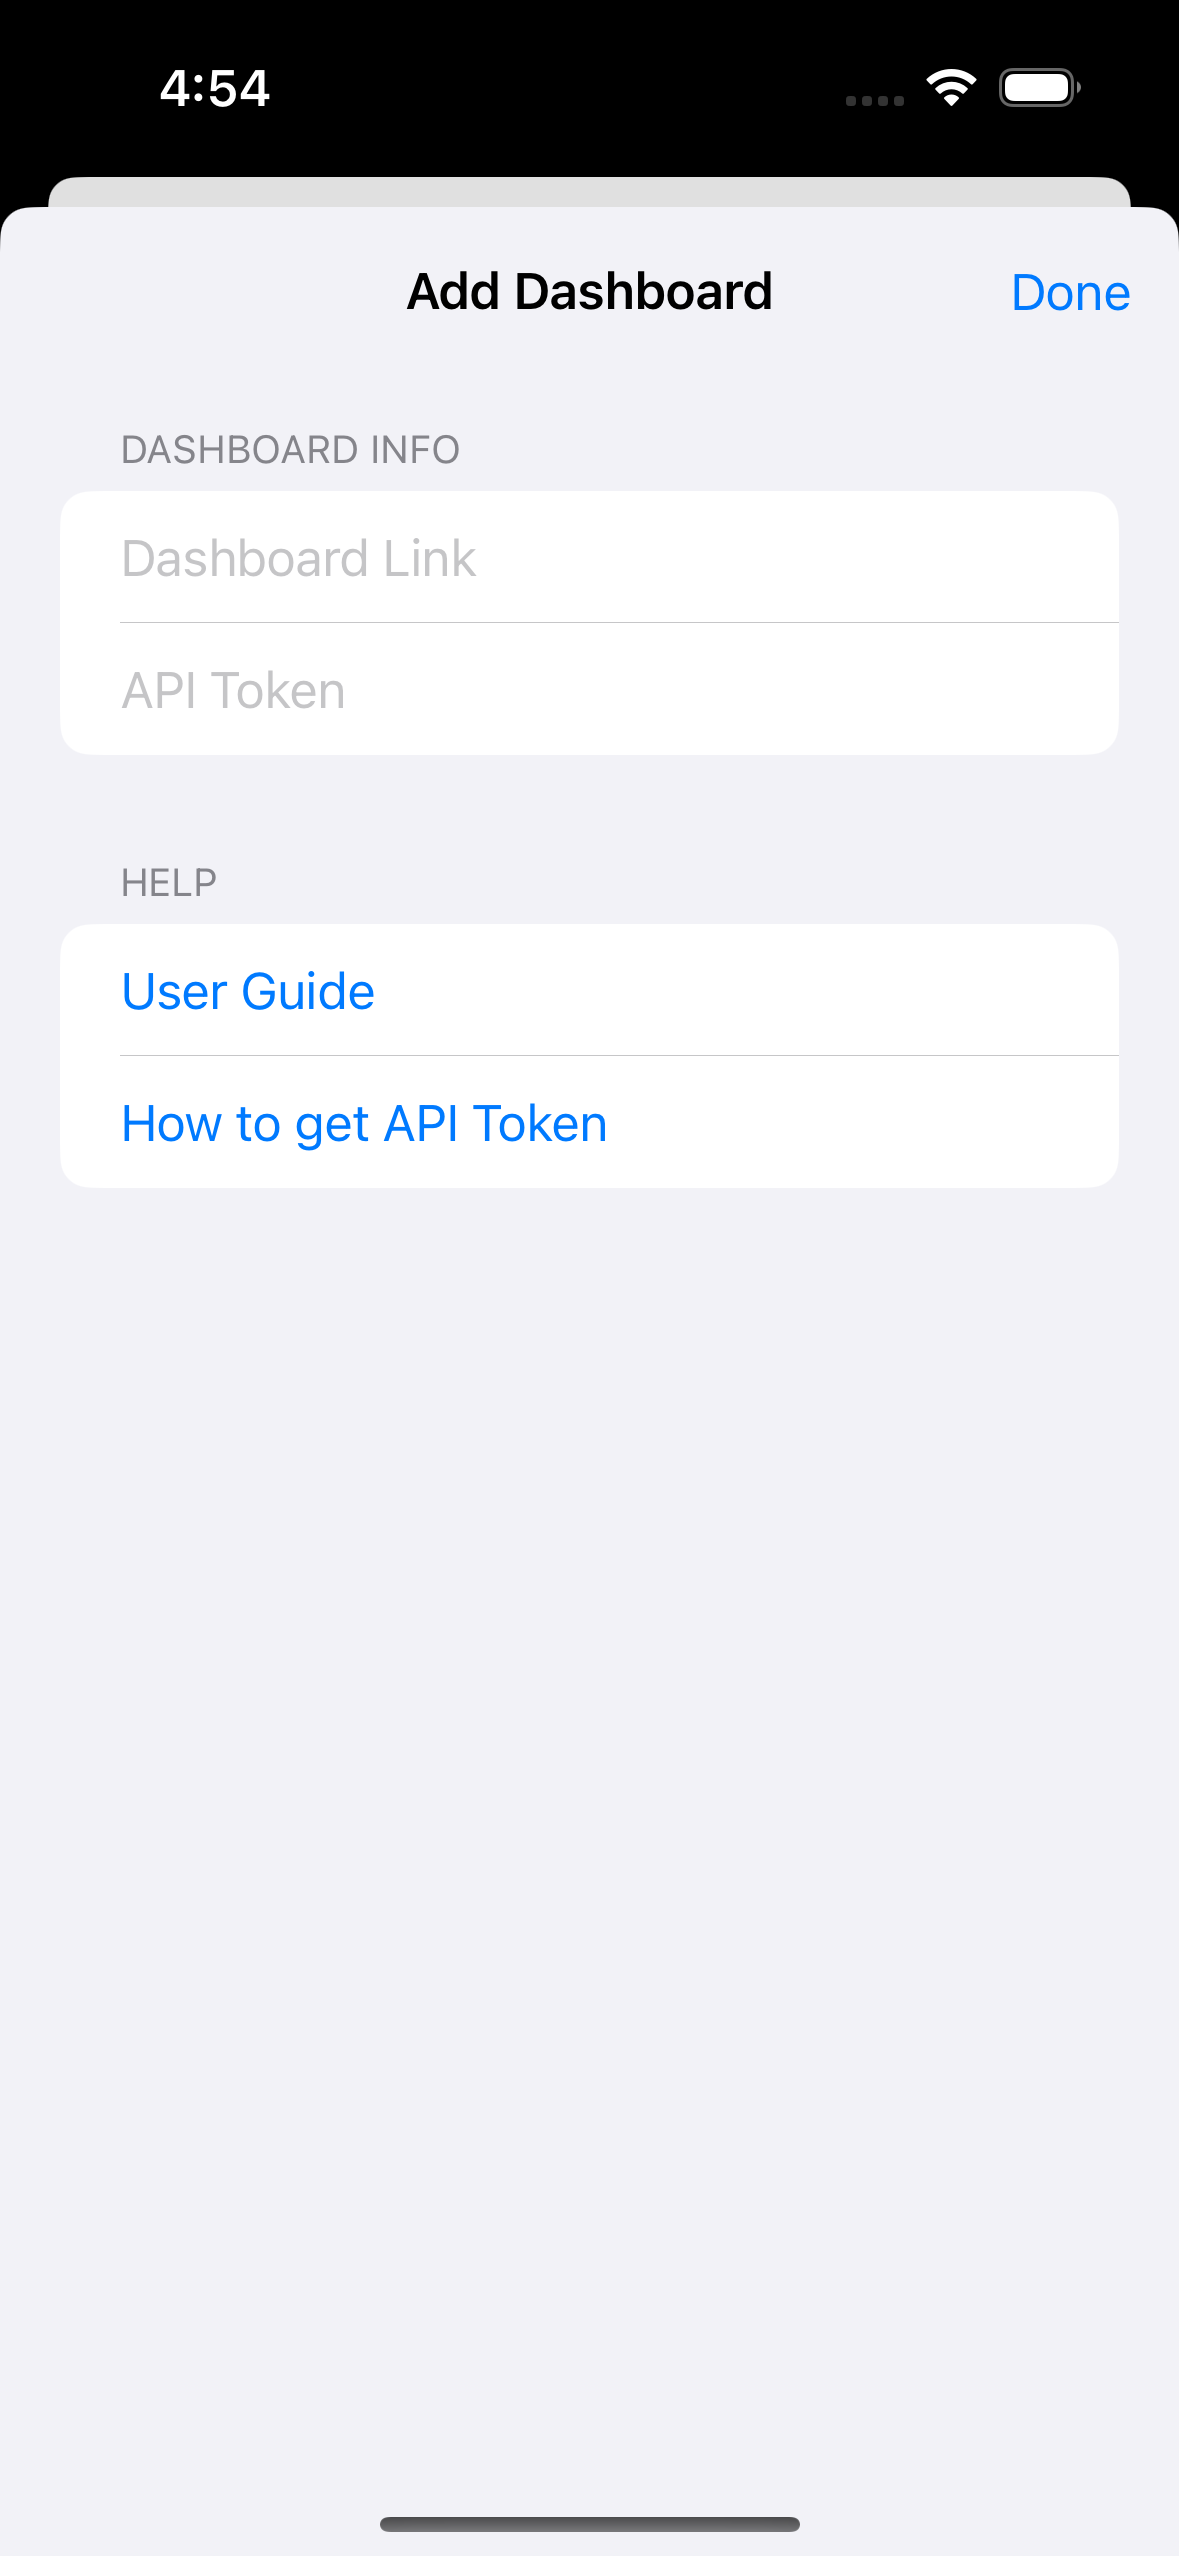 4:54
Add Dashboard
Done
DASHBOARD INFO
Dashboard Link
API Token
HELP
User Guide
How to get API Token